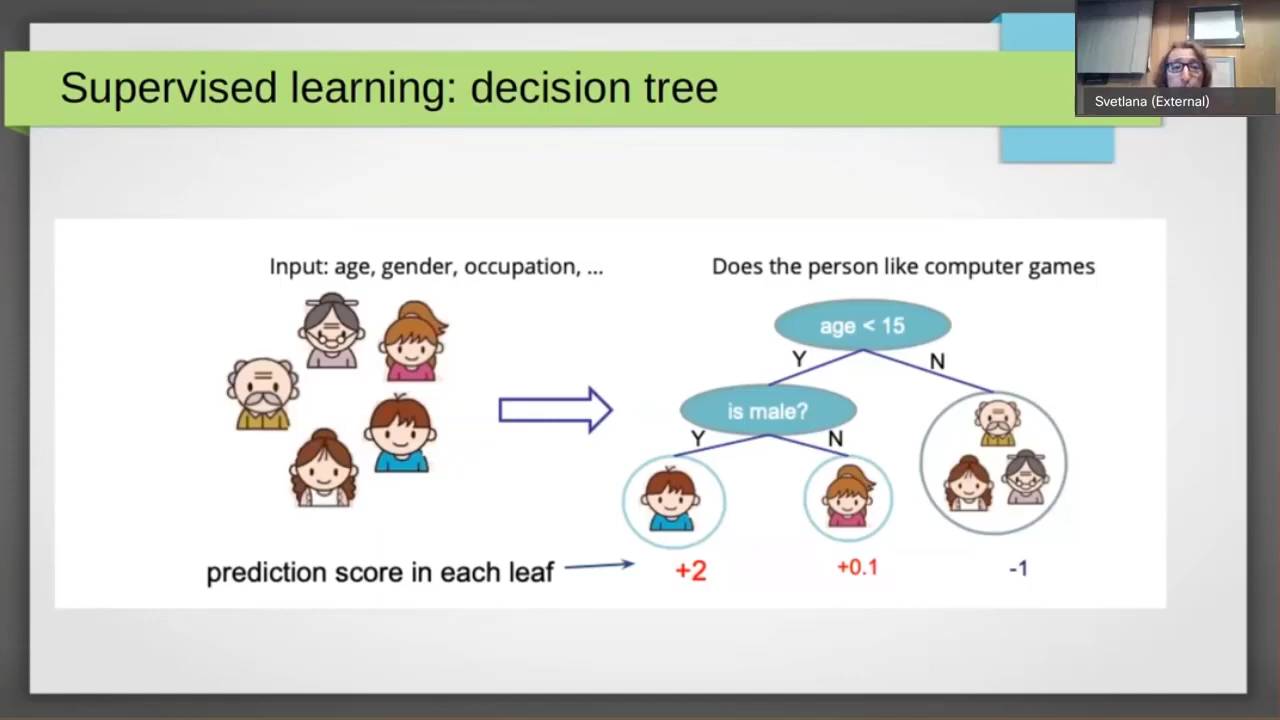 Supervised learning: decision tree
Svetlana (External)
Input: age, gender, occupation, ...
Does the person like computer games
age < 15
Y
N
is male?
Y
N
prediction score in each leaf
+2
+0.1
-1